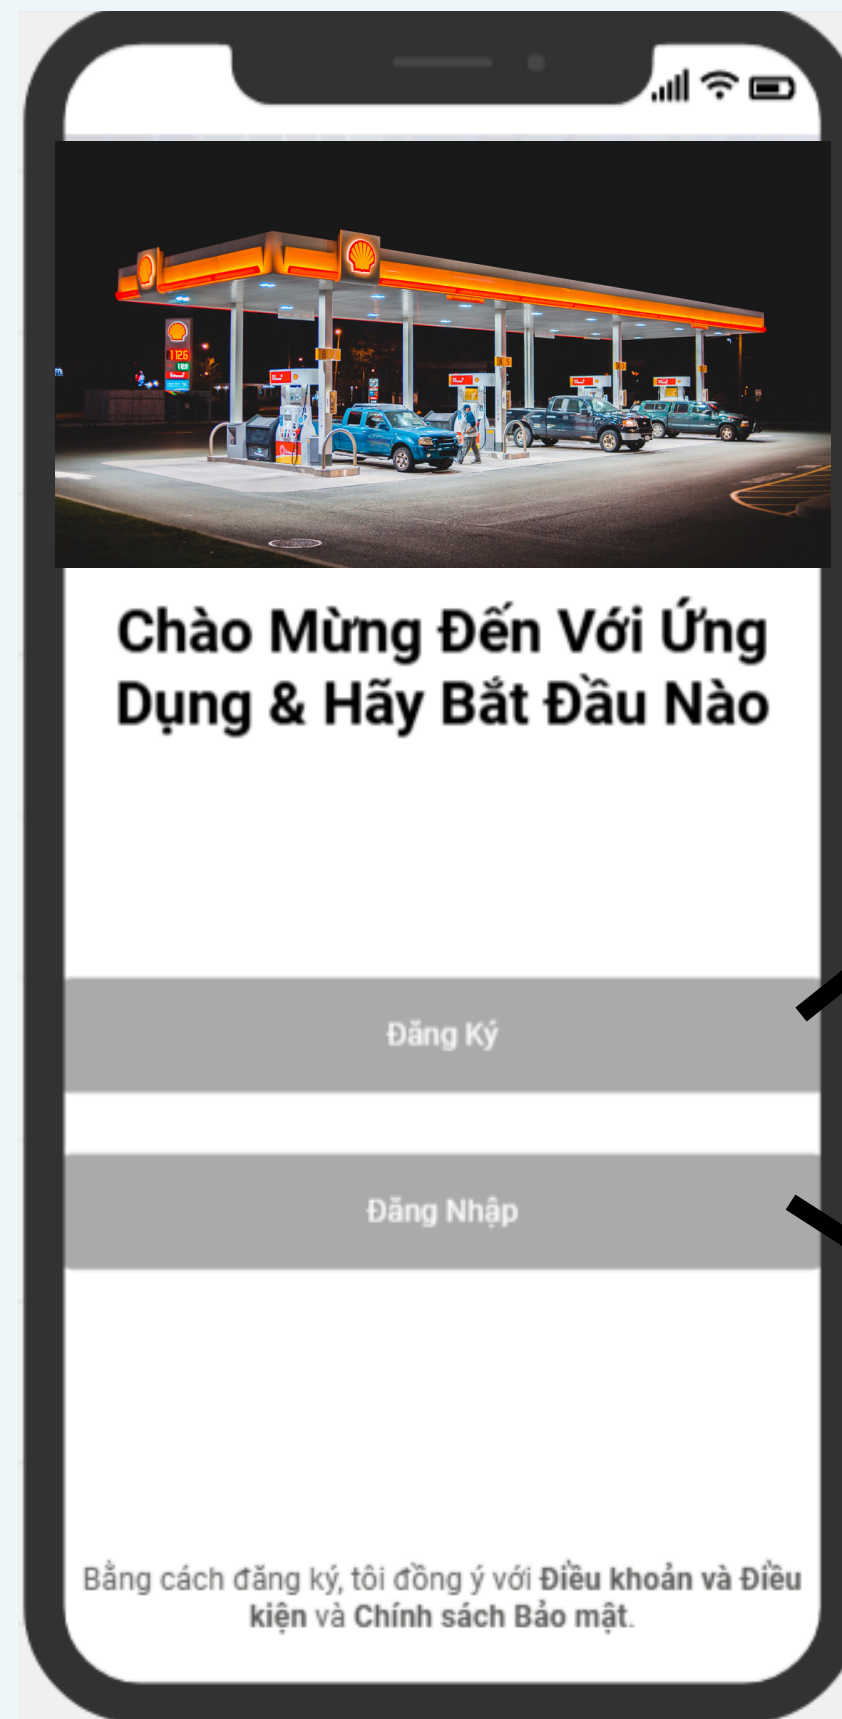 1126
Chào Mừng Đến Với Ứng
Dụng & Hãy Bắt Đầu Nào
Đăng Ký
Đăng Nhập
Bằng cách đăng ký, tôi đồng ý với Điều khoản và Điều
kiện và Chính sách Bảo mật.